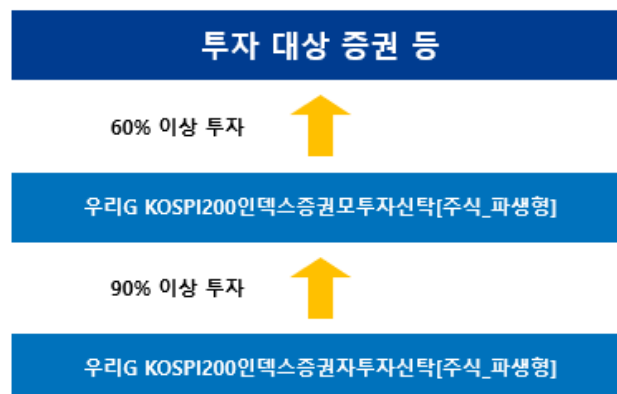 투자 대상 증권 등
60% 이상 투자
우리G KOSPI200인덱스증권모투자신탁[주식_파생형]
90% 이상 투자
우리G KOSPI200인덱스증권자투자신탁[주식_파생형]